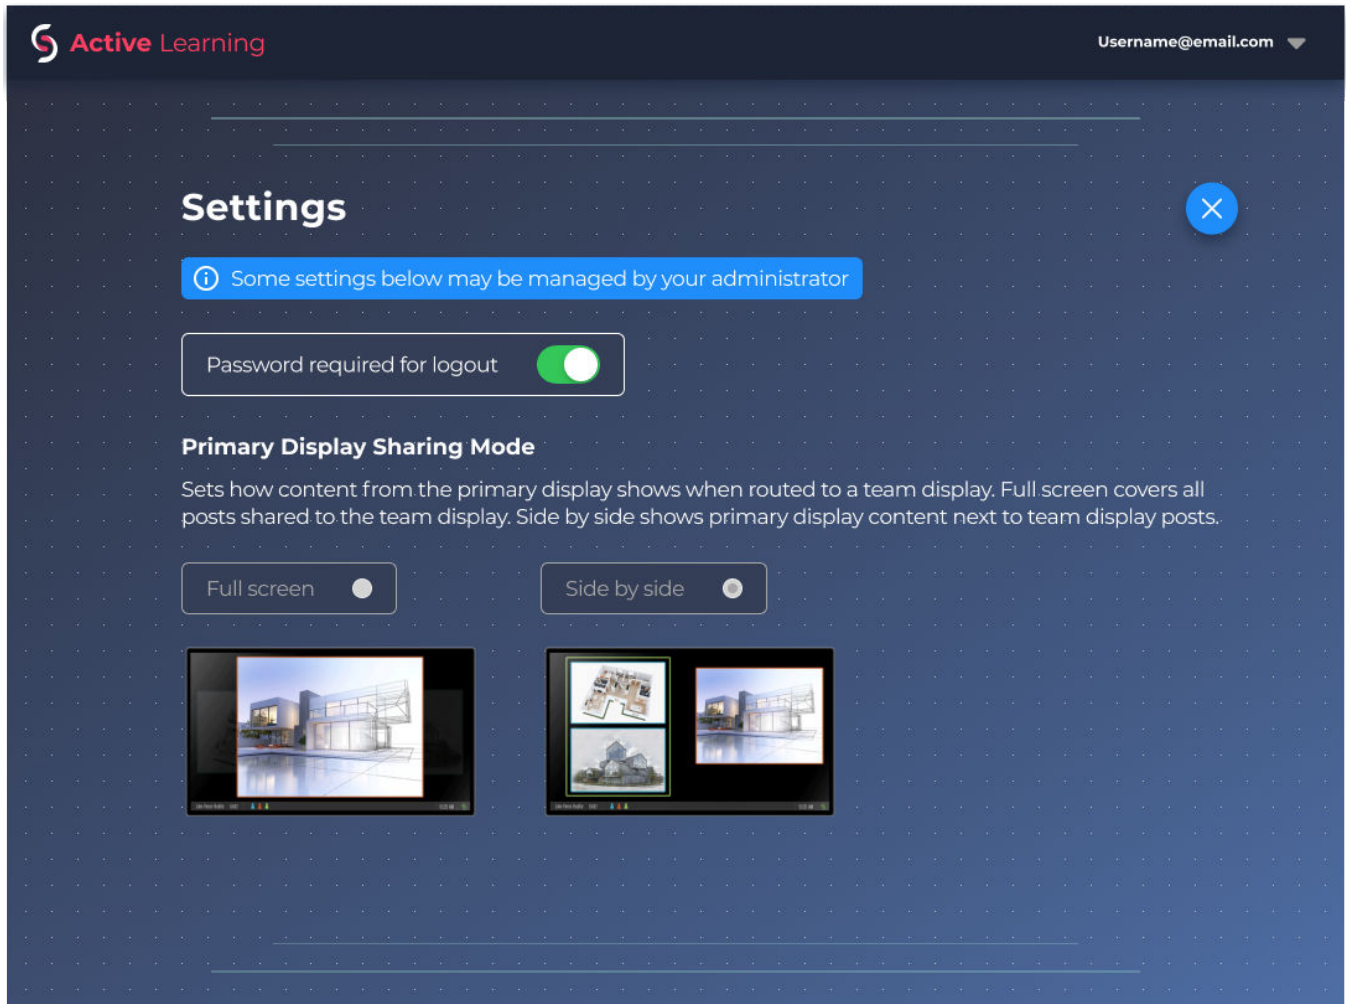 Active Learning
Username@email.com
Settings
Some settings below may be managed by your administrator
Password required for logout
Primary Display Sharing Mode
Sets how content from the primary display shows when routed to a team display. Full screen covers all
posts shared to the team display. Side by side shows primary display content next to team display posts.
Full screen
Side by side